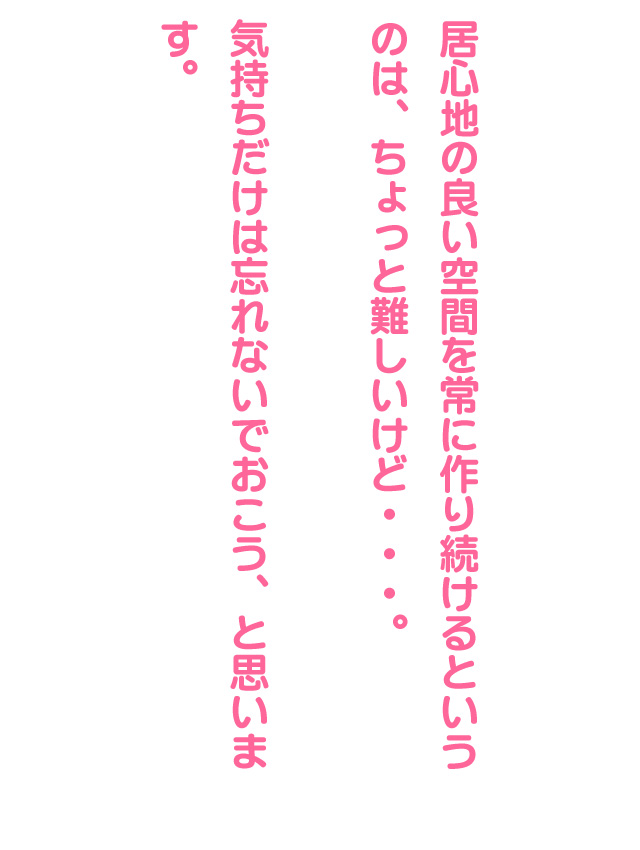 居心地の良い空間を常に作り続けるという
のは、ちょっと難しいけど・・・。
気持ちだけは忘れないでおこう、と思いま
す。